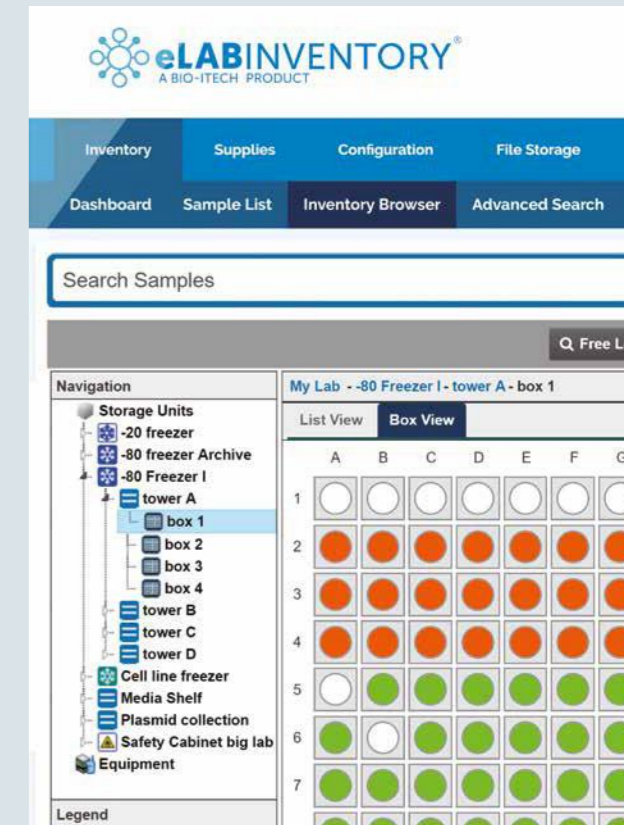 eLABINVENTORY®
A BIO-ITECH PRODUCT
Inventory Supplies Configuration File Storage
Dashboard Sample List Inventory Browser Advanced Search
Search Samples
Free L
Navigation
Storage Units
-20 freezer
-80 freezer Archive
-80 Freezer I
tower A
box 1
box 2
box 3
box 4
tower B
tower C
tower D
Cell line freezer
Media Shelf
Plasmid collection
Safety Cabinet big lab
Equipment
Legend
My Lab - -80 Freezer I - tower A - box 1
List View Box View
A B C D E F G
1
2
3
4
5
6
7